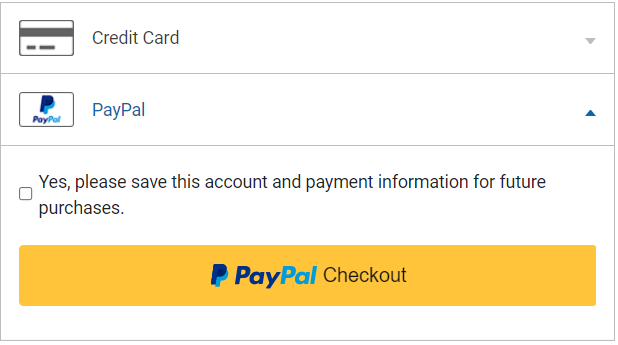 Credit Card
PayPal
PayPal
Yes, please save this account and payment information for future
purchases.
PayPal Checkout